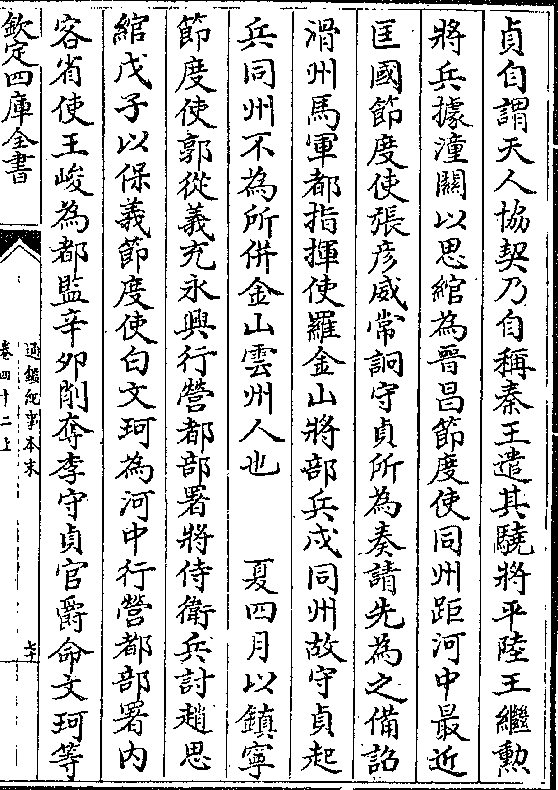 貞自謂天人協契乃自稱秦王遣其驍將平陸王繼勲
將兵據潼關以思綰為晉昌節度使同州距河中最近
匡國節度使張彦威常詗守貞所為奏請先為之備詔
滑州馬軍都指揮使羅金山將部兵戍同州故守貞起
兵同州不為所併金山雲州人也　夏四月以鎮寧
節度使郭從義充永興行營都部署將侍衛兵討趙思
綰戊子以保義節度使白文珂為河中行營都部署内
客省使王峻為都監辛夘削奪李守貞官爵命文珂等
欽定四庫全書
通鑑紀事本末
卷四十二上